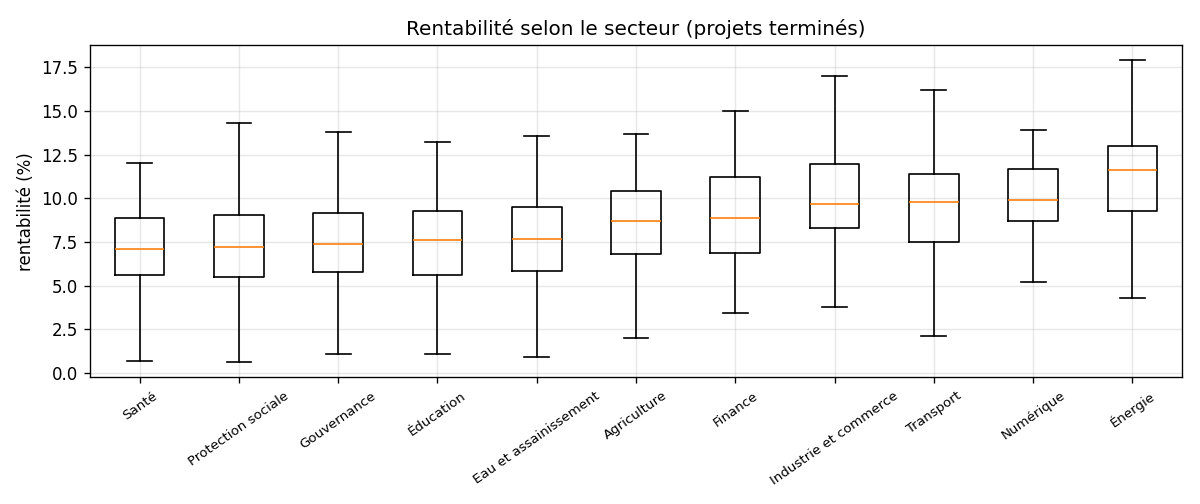 Rentabilité selon le secteur (projets terminés)
rentabilité (%)
17.5
15.0
12.5
10.0
7.5
5.0
2.5
0.0
Santé
Protection sociale
Gouvernance
Éducation
Eau et assainissement
Agriculture
Finance
Industrie et commerce
Transport
Numérique
Énergie